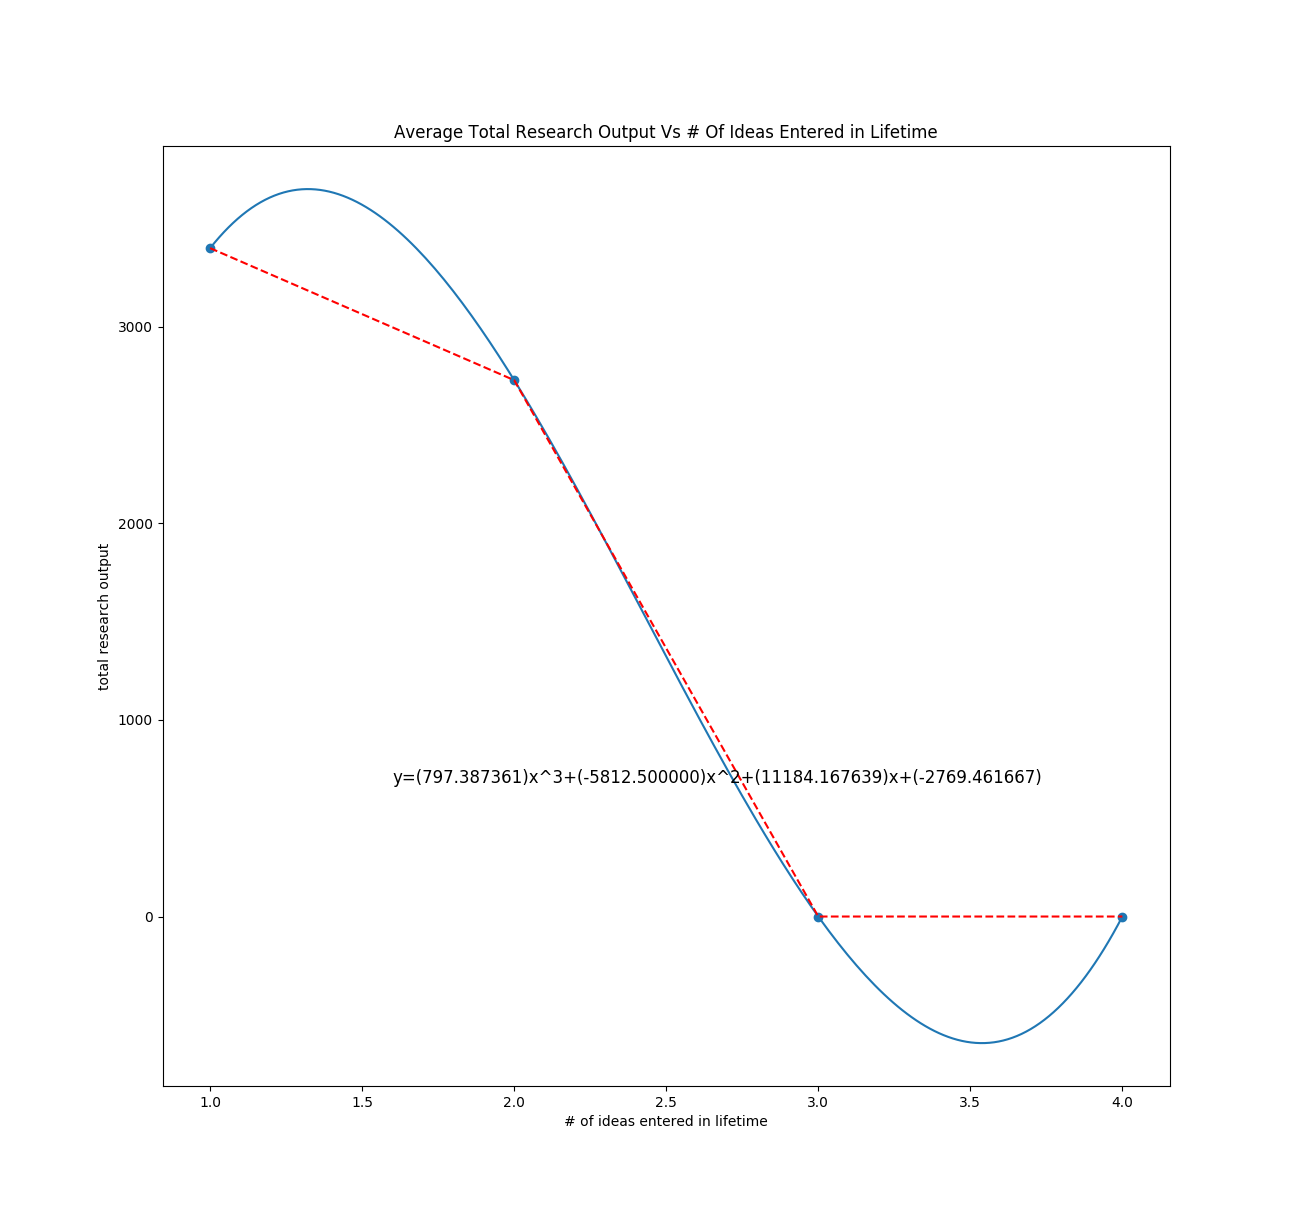 Average Total Research Output Vs # Of Ideas Entered in Lifetime
3000
2000
1000
0
total research output
y=(797.387361)x^3+(-5812.500000)x^2+(11184.167639)x+(-2769.461667)
1.0 1.5 2.0 2.5 3.0 3.5 4.0
# of ideas entered in lifetime